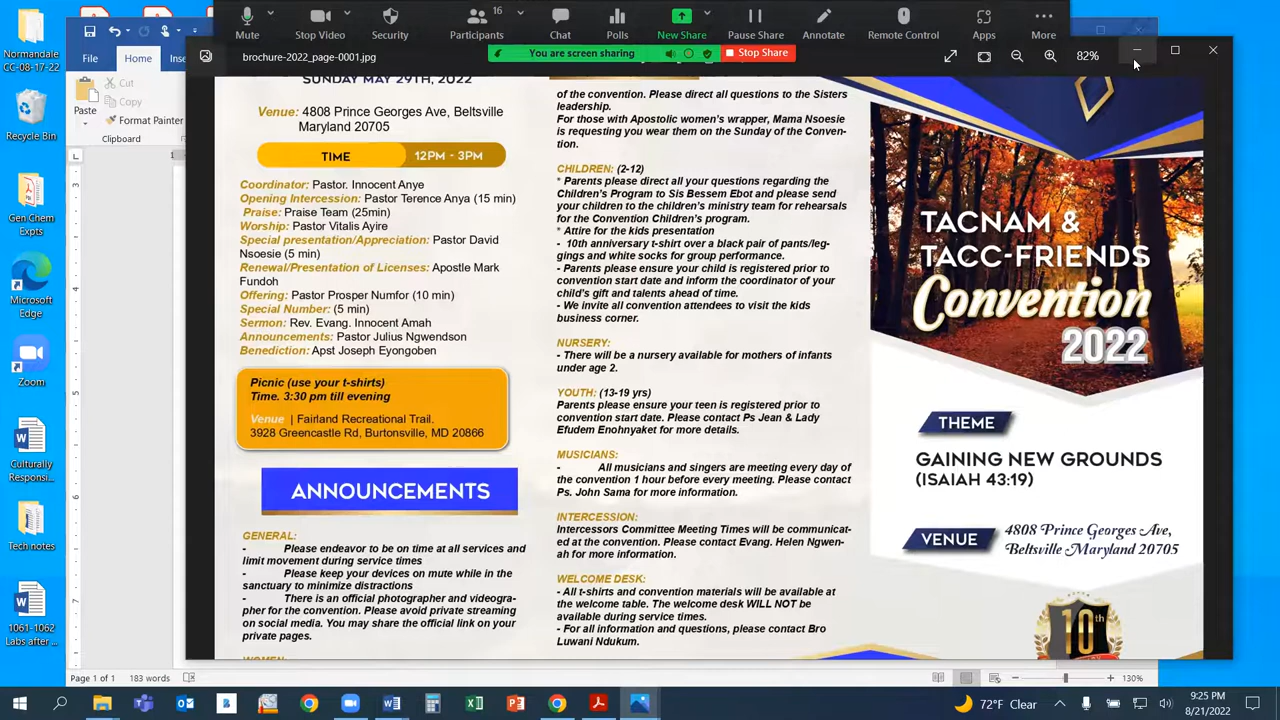 Normandale
CC-08-17-22
Recycle Bin
Gen Chem
Expts
Microsoft
Edge
Zoom
Culturally
Responsi...
Tech notes
1061-1062
Labs after ...
File
Home
Inse
Paste
Cut
Copy
Format Painter
Clipboard
Mute
Stop Video
Security
16
Participants
Chat
Polls
New Share
Pause Share
Annotate
Remote Control
Apps
More
You are screen sharing
Stop Share
brochure-2022_page-0001.jpg
82%
SUNDAY MAY 29TH, 2022
Venue: 4808 Prince Georges Ave, Beltsville
Maryland 20705
TIME 12PM - 3PM
Coordinator: Pastor. Innocent Anye
Opening Intercession: Pastor Terence Anya (15 min)
Praise: Praise Team (25min)
Worship: Pastor Vitalis Ayire
Special presentation/Appreciation: Pastor David
Nsoesie (5 min)
Renewal/Presentation of Licenses: Apostle Mark
Fundoh
Offering: Pastor Prosper Numfor (10 min)
Special Number: (5 min)
Sermon: Rev. Evang. Innocent Amah
Announcements: Pastor Julius Ngwendson
Benediction: Apst Joseph Eyongoben
Picnic (use your t-shirts)
Time. 3:30 pm till evening
Venue | Fairland Recreational Trail.
3928 Greencastle Rd, Burtonsville, MD 20866
ANNOUNCEMENTS
GENERAL:
- Please endeavor to be on time at all services and
limit movement during service times
- Please keep your devices on mute while in the
sanctuary to minimize distractions
- There is an official photographer and videogra-
pher for the convention. Please avoid private streaming
on social media. You may share the official link on your
private pages.
WOMEN:
of the convention. Please direct all questions to the Sisters
leadership.
For those with Apostolic women's wrapper, Mama Nsoesie
is requesting you wear them on the Sunday of the Conven-
tion.
CHILDREN: (2-12)
* Parents please direct all your questions regarding the
Children's Program to Sis Bessem Ebot and please send
your children to the children's ministry team for rehearsals
for the Convention Children's program.
* Attire for the kids presentation
- 10th anniversary t-shirt over a black pair of pants/leg-
gings and white socks for group performance.
- Parents please ensure your child is registered prior to
convention start date and inform the coordinator of your
child's gift and talents ahead of time.
- We invite all convention attendees to visit the kids
business corner.
NURSERY:
- There will be a nursery available for mothers of infants
under age 2.
YOUTH: (13-19 yrs)
Parents please ensure your teen is registered prior to
convention start date. Please contact Ps Jean & Lady
Efudem Enohnyaket for more details.
MUSICIANS:
- All musicians and singers are meeting every day of
the convention 1 hour before every meeting. Please contact
Ps. John Sama for more information.
INTERCESSION:
Intercessors Committee Meeting Times will be communicat-
ed at the convention. Please contact Evang. Helen Ngwen-
ah for more information.
WELCOME DESK:
- All t-shirts and convention materials will be available at
the welcome table. The welcome desk WILL NOT be
available during service times.
- For all information and questions, please contact Bro
Luwani Ndukum.
TACNAM &
TACC-FRIENDS
Convention
2022
THEME
GAINING NEW GROUNDS
(ISAIAH 43:19)
VENUE
4808 Prince Georges Ave,
Beltsville Maryland 20705
10th
Page 1 of 1
183 words
130%
72°F Clear
9:25 PM
8/21/2022